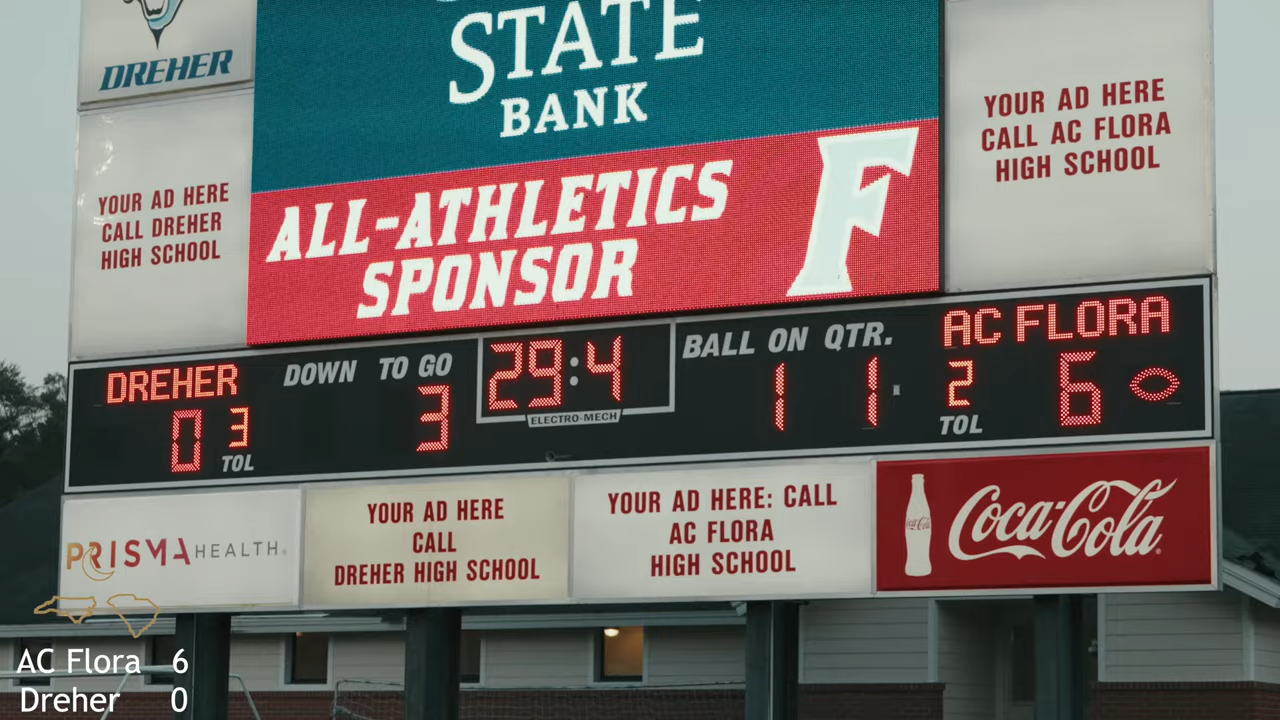 DREHER
STATE
BANK
ALL-ATHLETICS
SPONSOR
F
YOUR AD HERE
CALL DREHER
HIGH SCHOOL
YOUR AD HERE
CALL AC FLORA
HIGH SCHOOL
DREHER
0 3
TOL
DOWN TO GO
3
29:4
ELECTRO-MECH
BALL ON QTR.
1 1
AC FLORA
2 6
TOL
PRISMA HEALTH
YOUR AD HERE
CALL
DREHER HIGH SCHOOL
YOUR AD HERE: CALL
AC FLORA
HIGH SCHOOL
Coca-Cola
Coca-Cola
AC Flora 6
Dreher 0